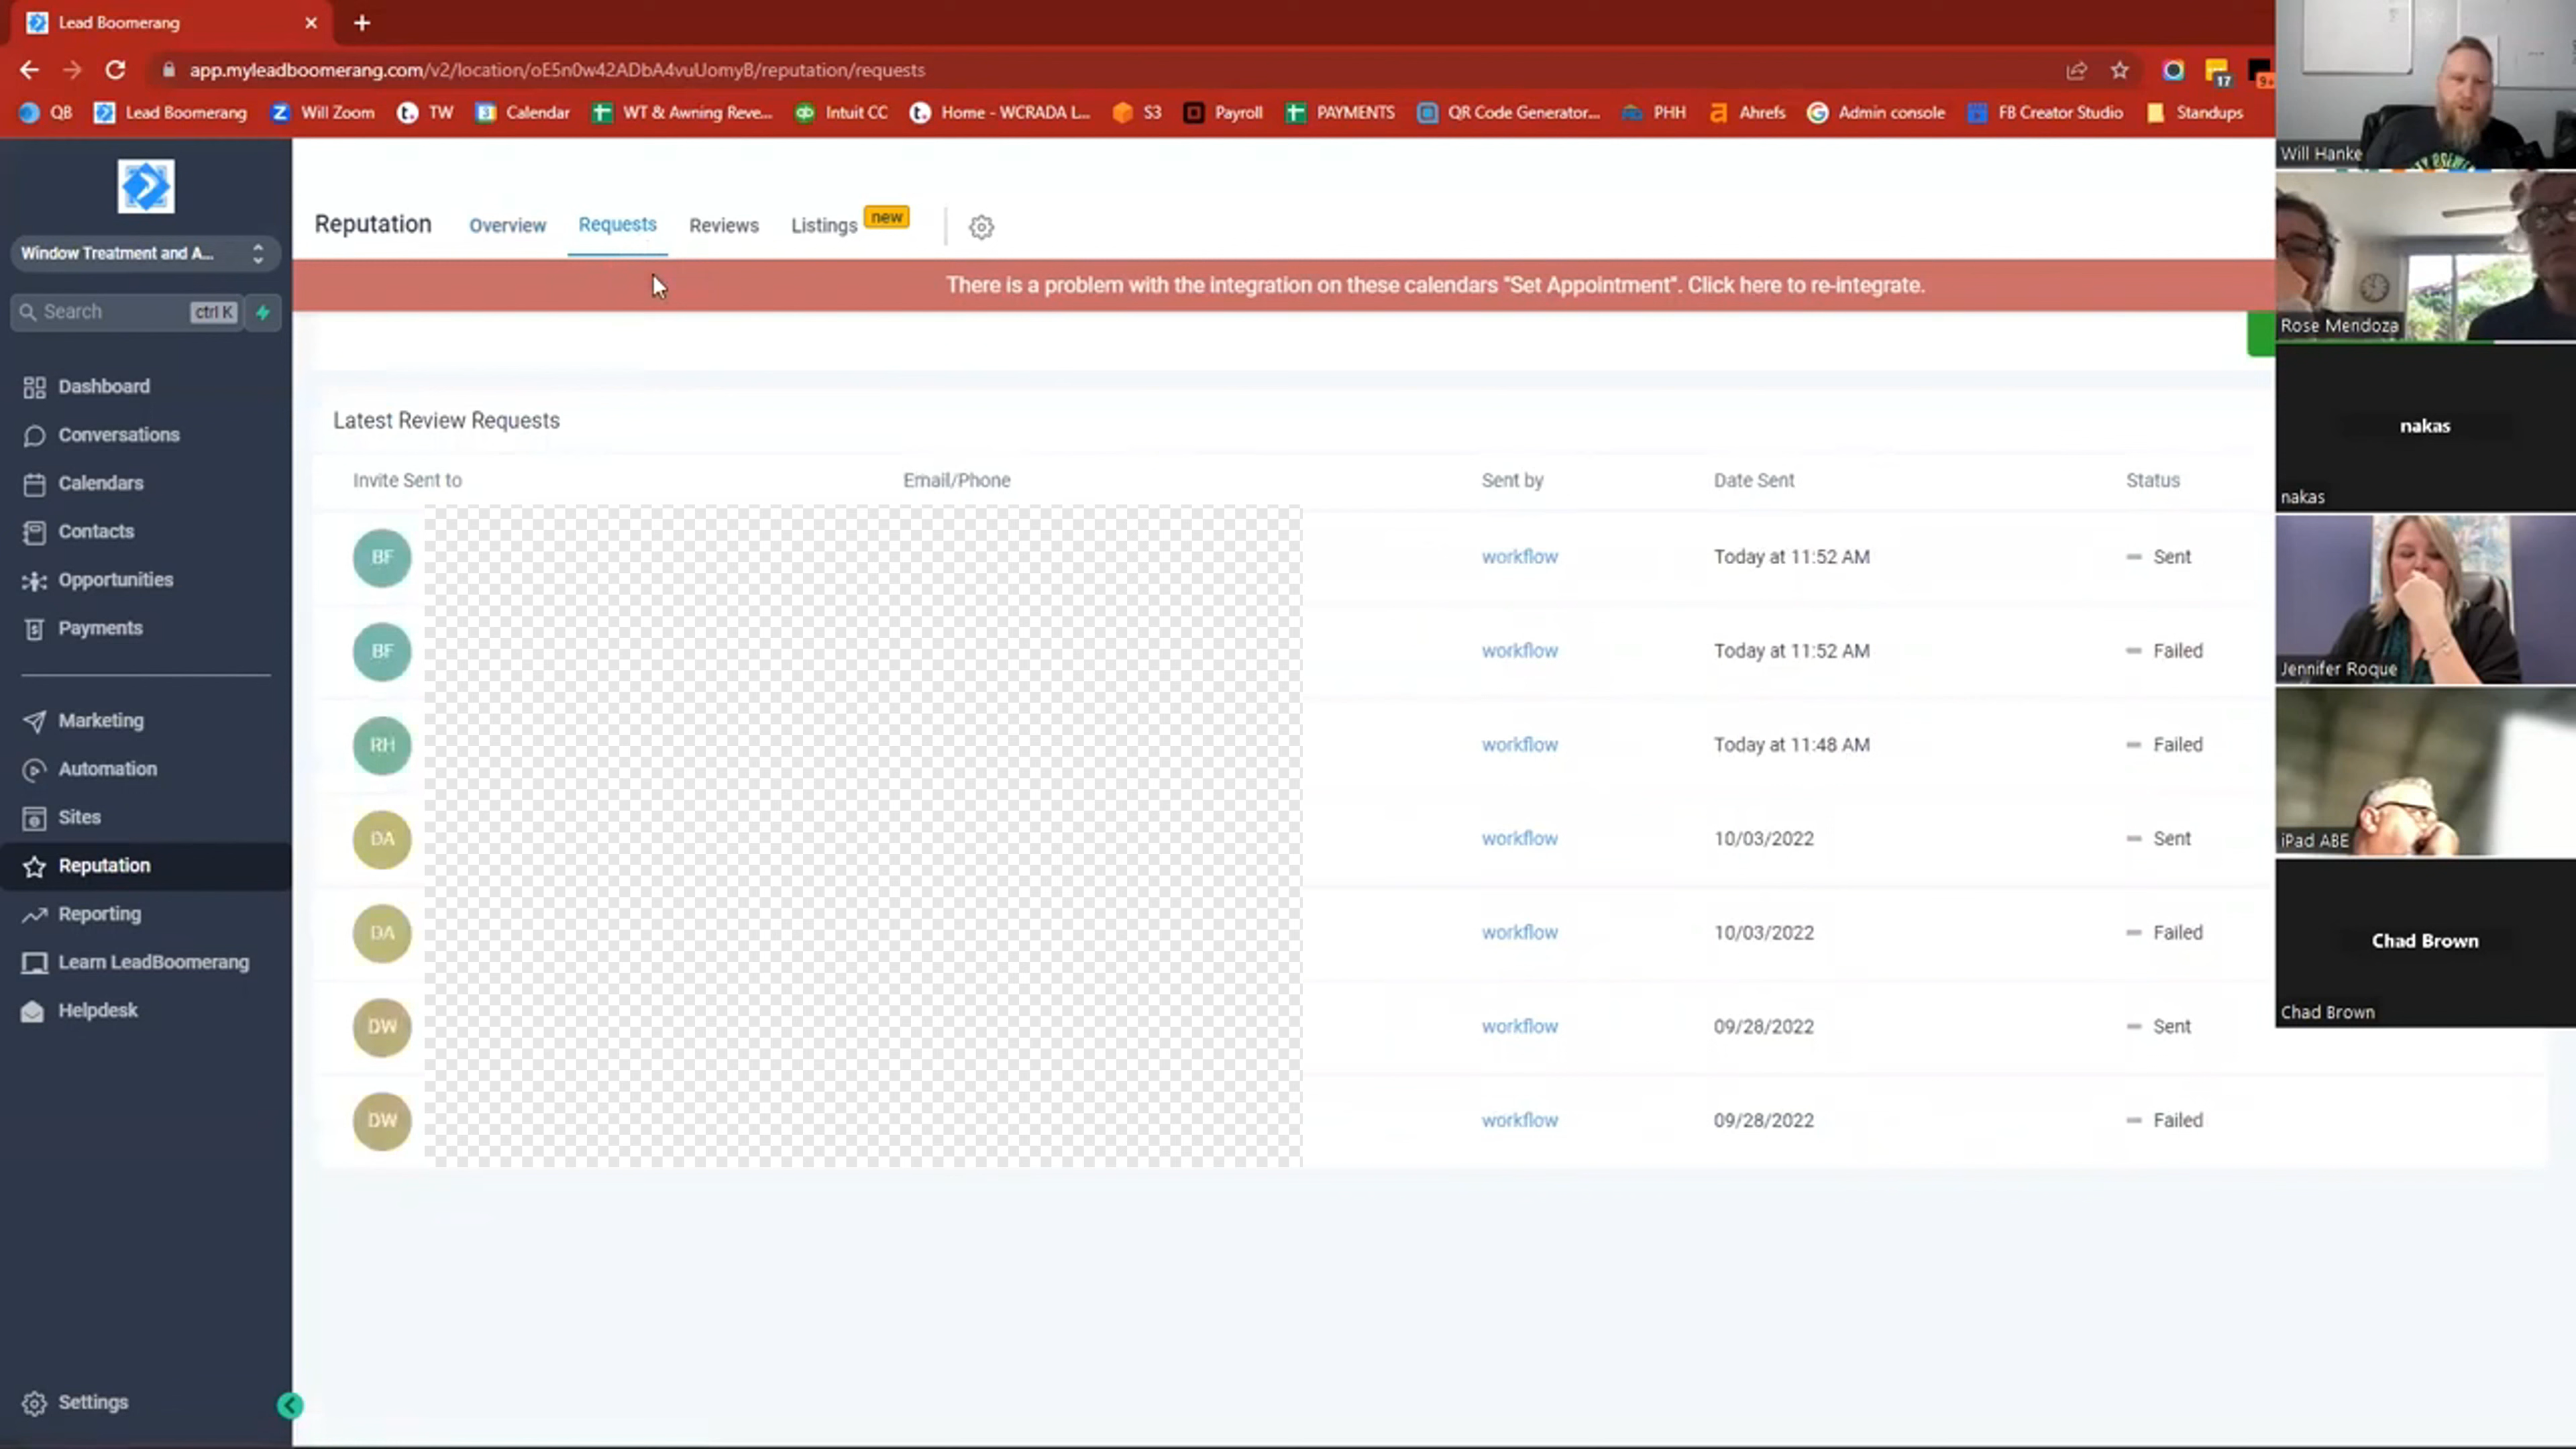 Lead Boomerang
app.myleadboomerang.com/v2/location/oE5n0w42ADbA4vuUomyB/reputation/requests
17
9+
QB
Lead Boomerang
Will Zoom
TW
Calendar
WT & Awning Reve...
Intuit CC
Home - WCRADA L...
S3
Payroll
PAYMENTS
QR Code Generator...
PHH
Ahrefs
Admin console
FB Creator Studio
Standups
Window Treatment and A...
Search ctrl K
Dashboard
Conversations
Calendars
Contacts
Opportunities
Payments
Marketing
Automation
Sites
Reputation
Reporting
Learn LeadBoomerang
Helpdesk
Settings
Reputation Overview Requests Reviews Listings new
There is a problem with the integration on these calendars "Set Appointment". Click here to re-integrate.
Latest Review Requests
Invite Sent to Email/Phone Sent by Date Sent Status
BF workflow Today at 11:52 AM Sent
BF workflow Today at 11:52 AM Failed
RH workflow Today at 11:48 AM Failed
DA workflow 10/03/2022 Sent
DA workflow 10/03/2022 Failed
DW workflow 09/28/2022 Sent
DW workflow 09/28/2022 Failed
Will Hanke
Rose Mendoza
nakas
nakas
Jennifer Roque
iPad ABE
Chad Brown
Chad Brown